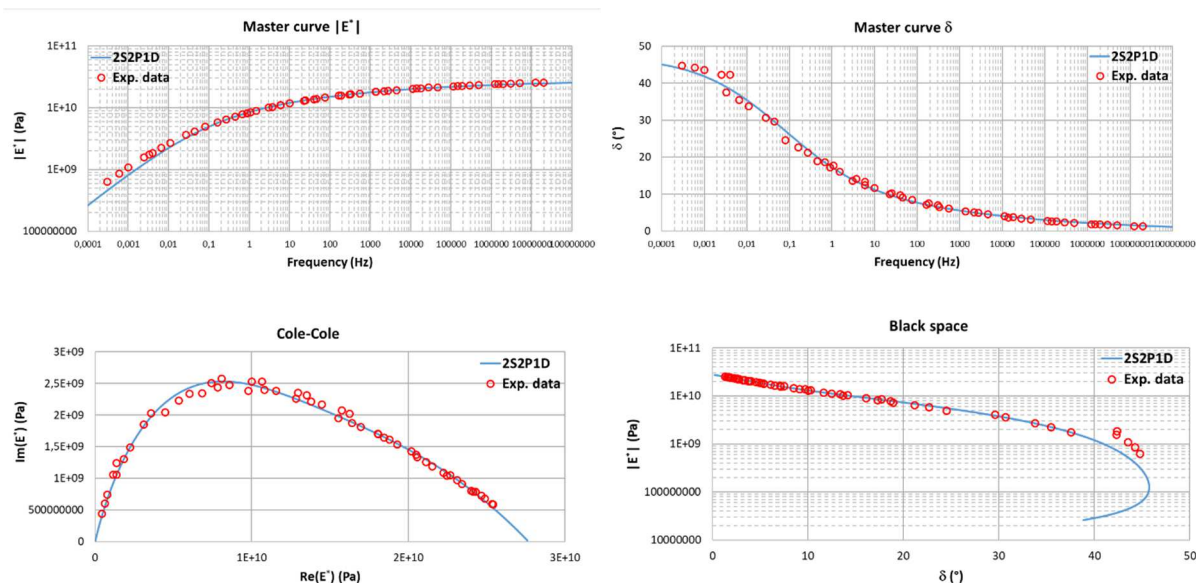 Master curve |E*|
1E+11
1E+10
1E+09
100000000
|E*| (Pa)
2S2P1D
Exp. data
0,0001 0,001 0,01 0,1 1 10 100 1000 10000 100000 1000000 10000000 100000000
Frequency (Hz)
Master curve δ
50
40
30
20
10
0
δ (°)
2S2P1D
Exp. data
0,0001 0,001 0,01 0,1 1 10 100 1000 10000 100000 1000000 10000000 100000000
Frequency (Hz)
Cole-Cole
3E+09
2,5E+09
2E+09
1,5E+09
1E+09
500000000
0
Im(E*) (Pa)
2S2P1D
Exp. data
0 1E+10 2E+10 3E+10
Re(E*) (Pa)
Black space
1E+11
1E+10
1E+09
100000000
10000000
|E*| (Pa)
2S2P1D
Exp. data
0 10 20 30 40 50
δ (°)